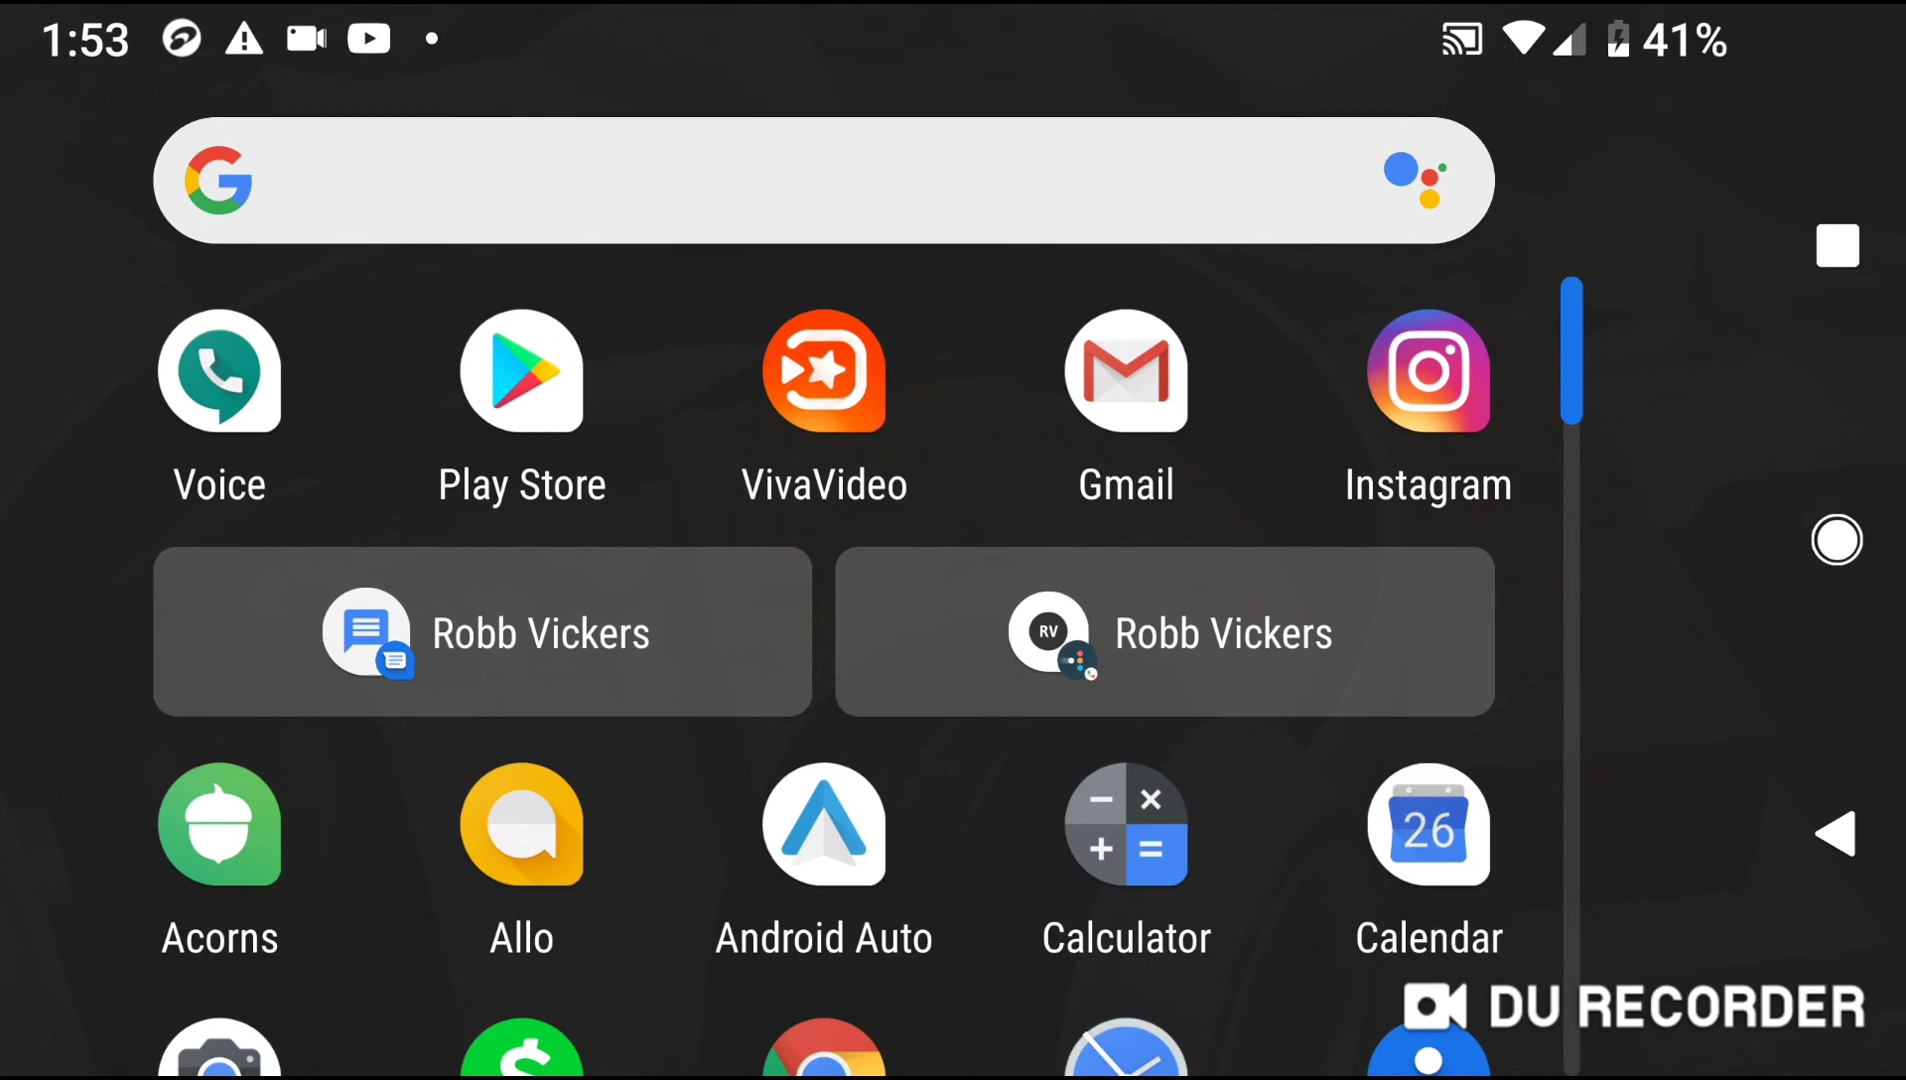 1:53
41%
Voice
Play Store
VivaVideo
Gmail
Instagram
Robb Vickers
RV
Robb Vickers
26
Acorns
Allo
Android Auto
Calculator
Calendar
DU RECORDER